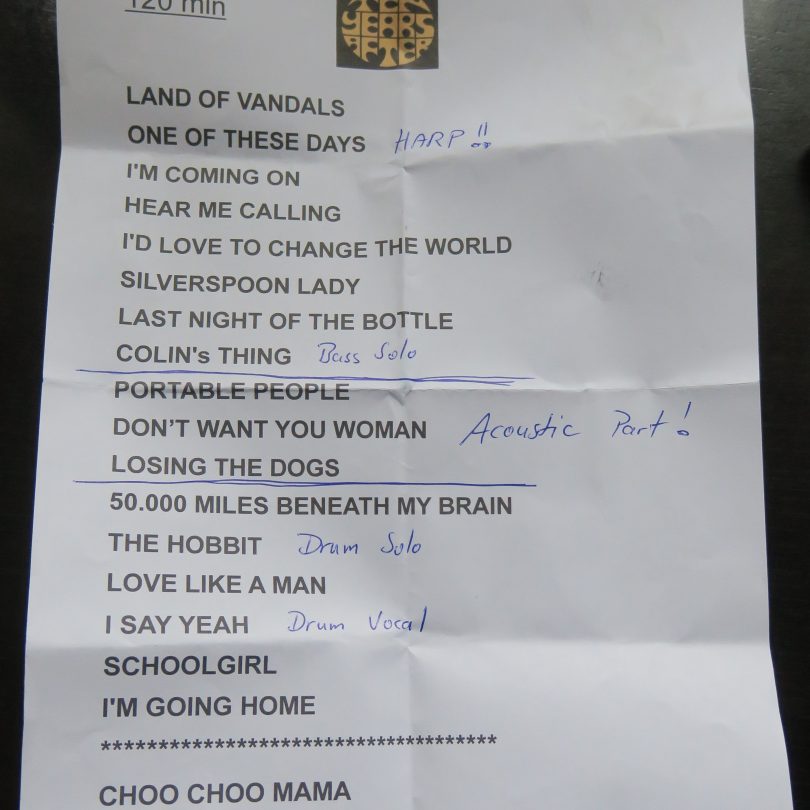 120 min
TEN
YEARS
AFTER
LAND OF VANDALS
ONE OF THESE DAYS HARP!!
I'M COMING ON
HEAR ME CALLING
I'D LOVE TO CHANGE THE WORLD
SILVERSPOON LADY
LAST NIGHT OF THE BOTTLE
COLIN's THING Bass Solo
PORTABLE PEOPLE
DON'T WANT YOU WOMAN Acoustic Part!
LOSING THE DOGS
50.000 MILES BENEATH MY BRAIN
THE HOBBIT Drum Solo
LOVE LIKE A MAN
I SAY YEAH Drum Vocal
SCHOOLGIRL
I'M GOING HOME
************************************
CHOO CHOO MAMA